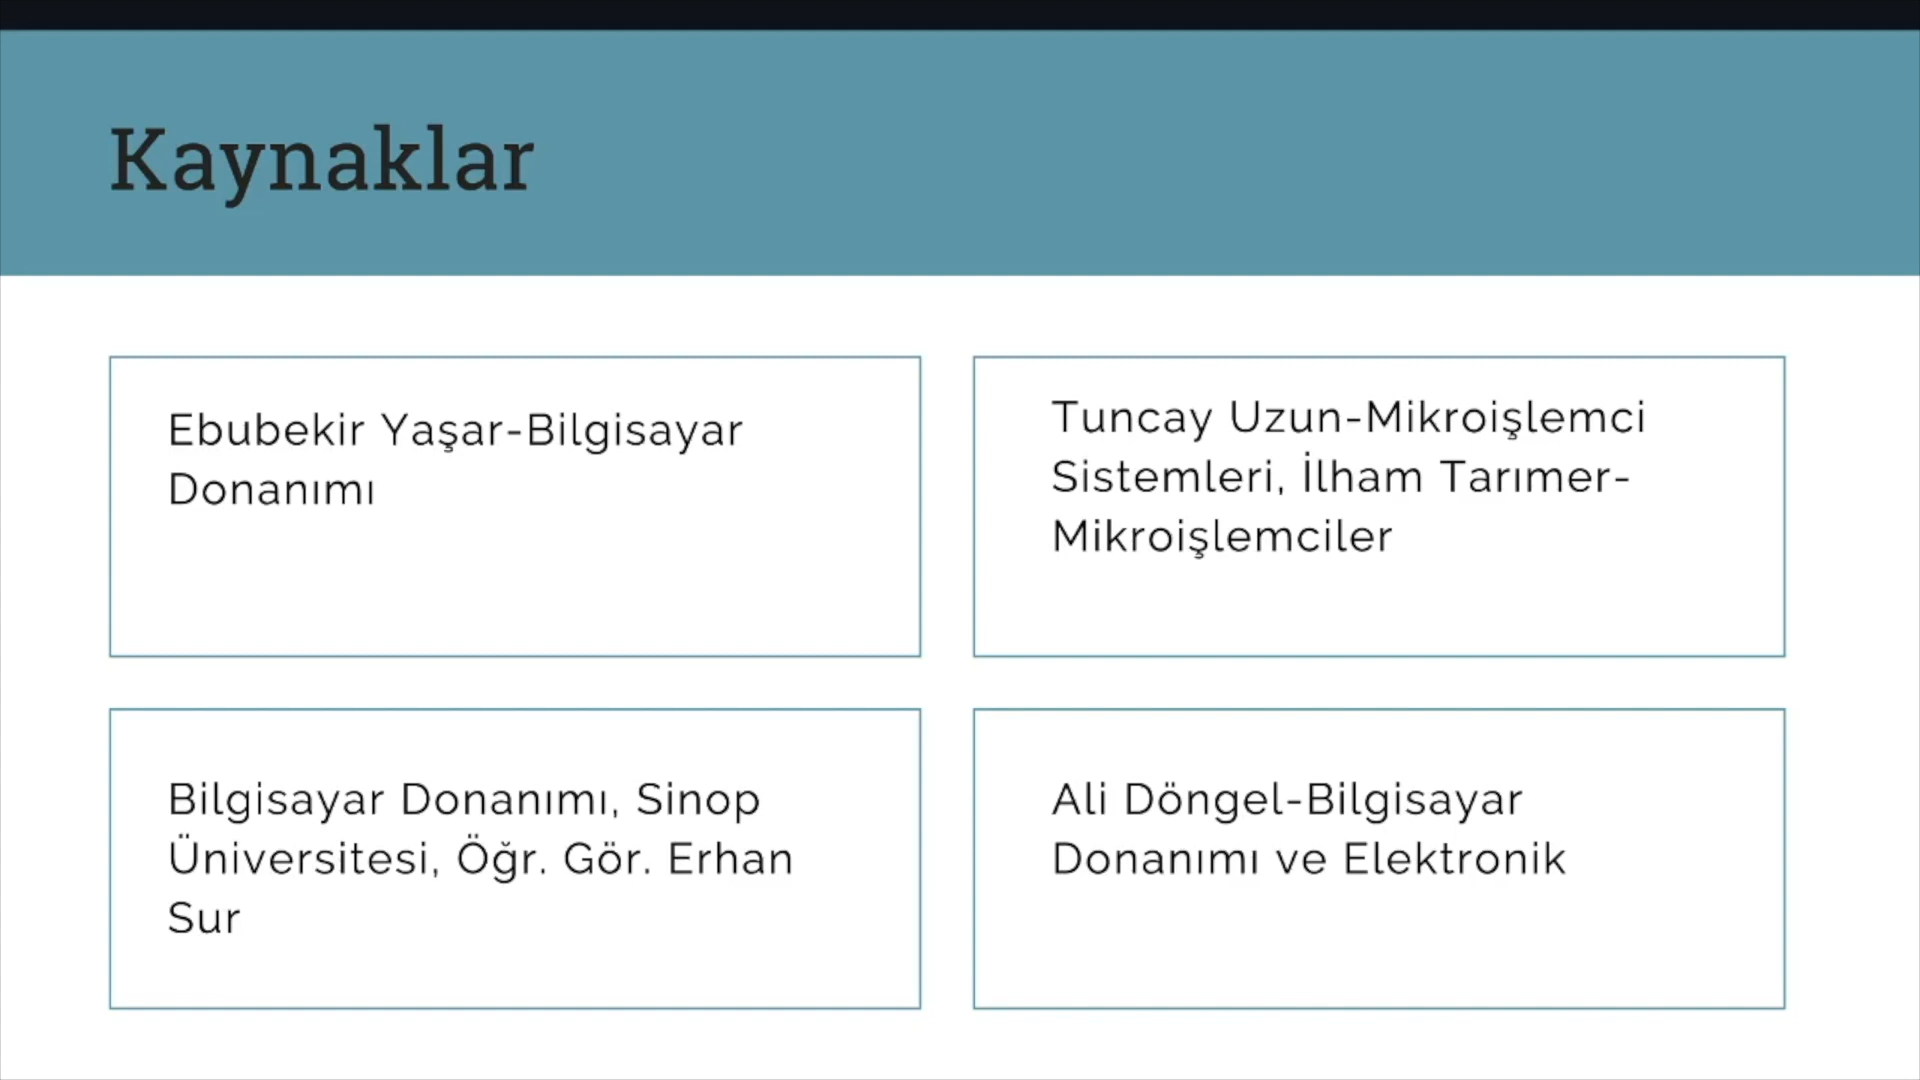 Kaynaklar
Ebubekir Yaşar-Bilgisayar
Donanımı
Tuncay Uzun-Mikroişlemci
Sistemleri, İlham Tarımer-
Mikroişlemciler
Bilgisayar Donanımı, Sinop
Üniversitesi, Öğr. Gör. Erhan
Sur
Ali Döngel-Bilgisayar
Donanımı ve Elektronik